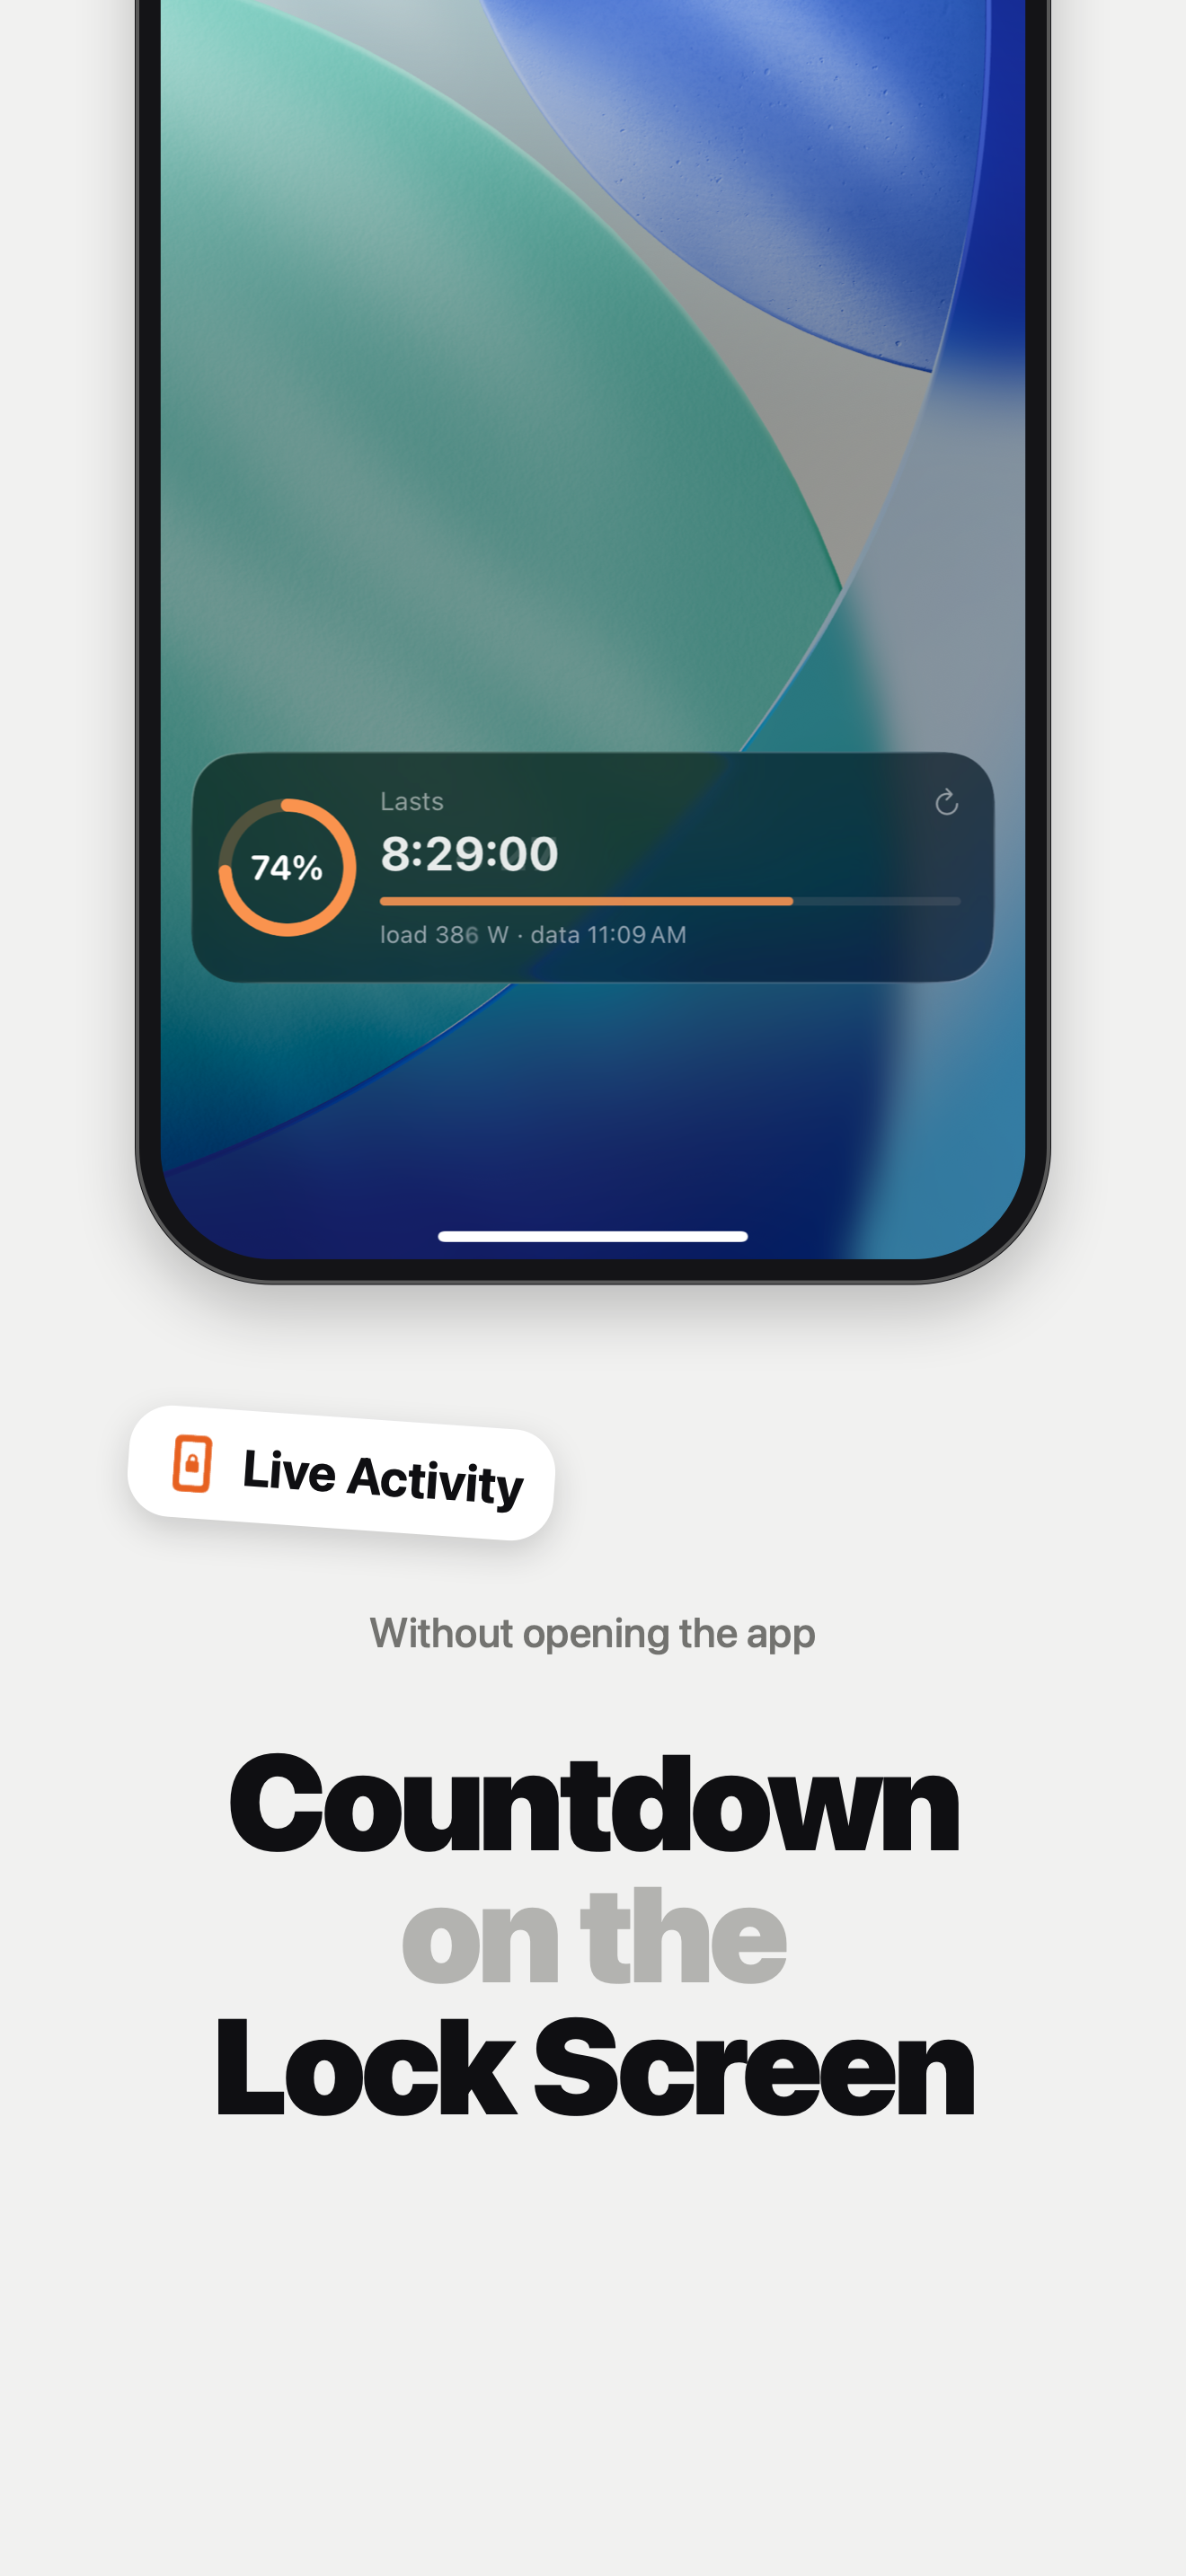 Lasts
74%
8:29:00
load 386 W · data 11:09 AM
Live Activity
Without opening the app
Countdown
on the
Lock Screen